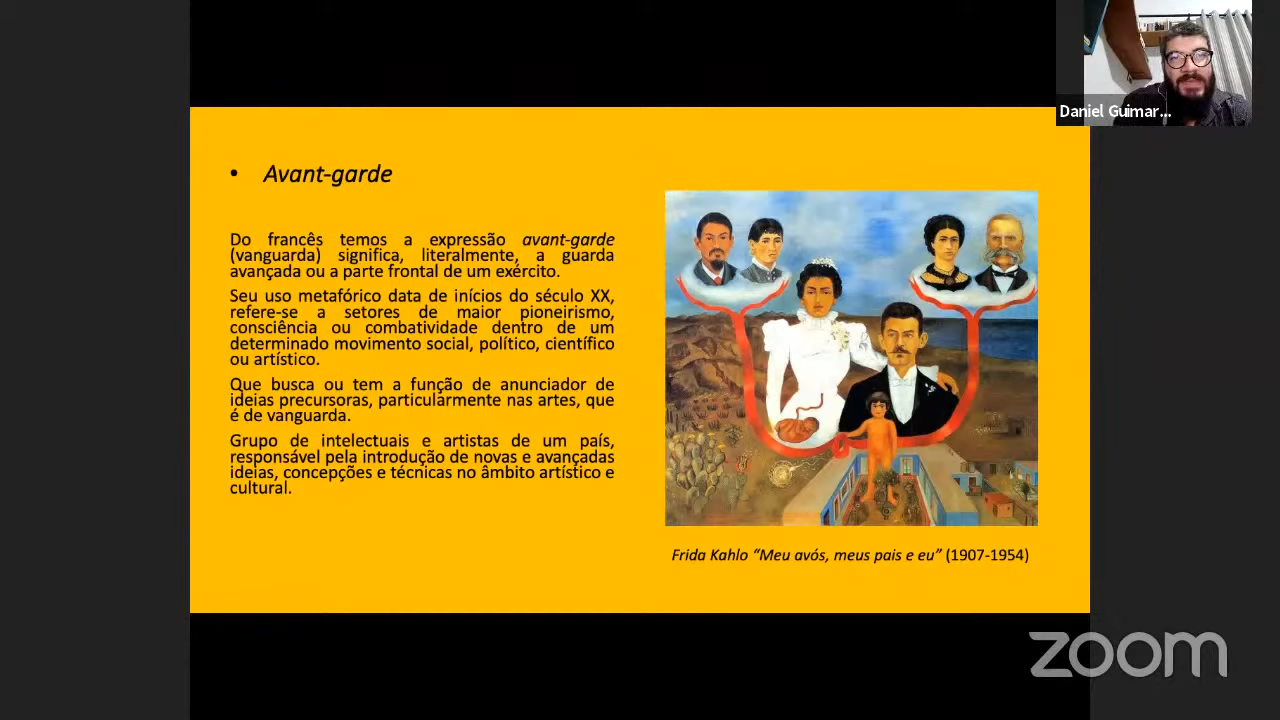 Daniel Guimar...
• Avant-garde
Do francês temos a expressão avant-garde
(vanguarda) significa, literalmente, a guarda
avançada ou a parte frontal de um exército.
Seu uso metafórico data de inícios do século XX,
refere-se a setores de maior pioneirismo,
consciência ou combatividade dentro de um
determinado movimento social, político, científico
ou artístico.
Que busca ou tem a função de anunciador de
ideias precursoras, particularmente nas artes, que
é de vanguarda.
Grupo de intelectuais e artistas de um país,
responsável pela introdução de novas e avançadas
ideias, concepções e técnicas no âmbito artístico e
cultural.
Frida Kahlo “Meu avós, meus pais e eu” (1907-1954)
zoom